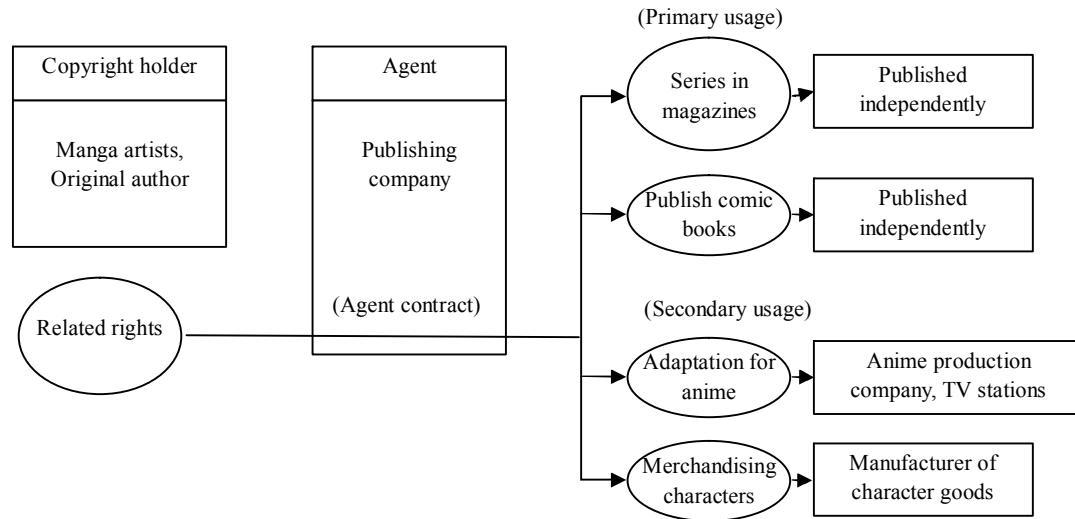 (Primary usage)
Copyright holder
Manga artists,
Original author
Agent
Publishing
company
(Agent contract)
Related rights
Series in
magazines
Published
independently
Publish comic
books
Published
independently
(Secondary usage)
Adaptation for
anime
Anime production
company, TV stations
Merchandising
characters
Manufacturer of
character goods